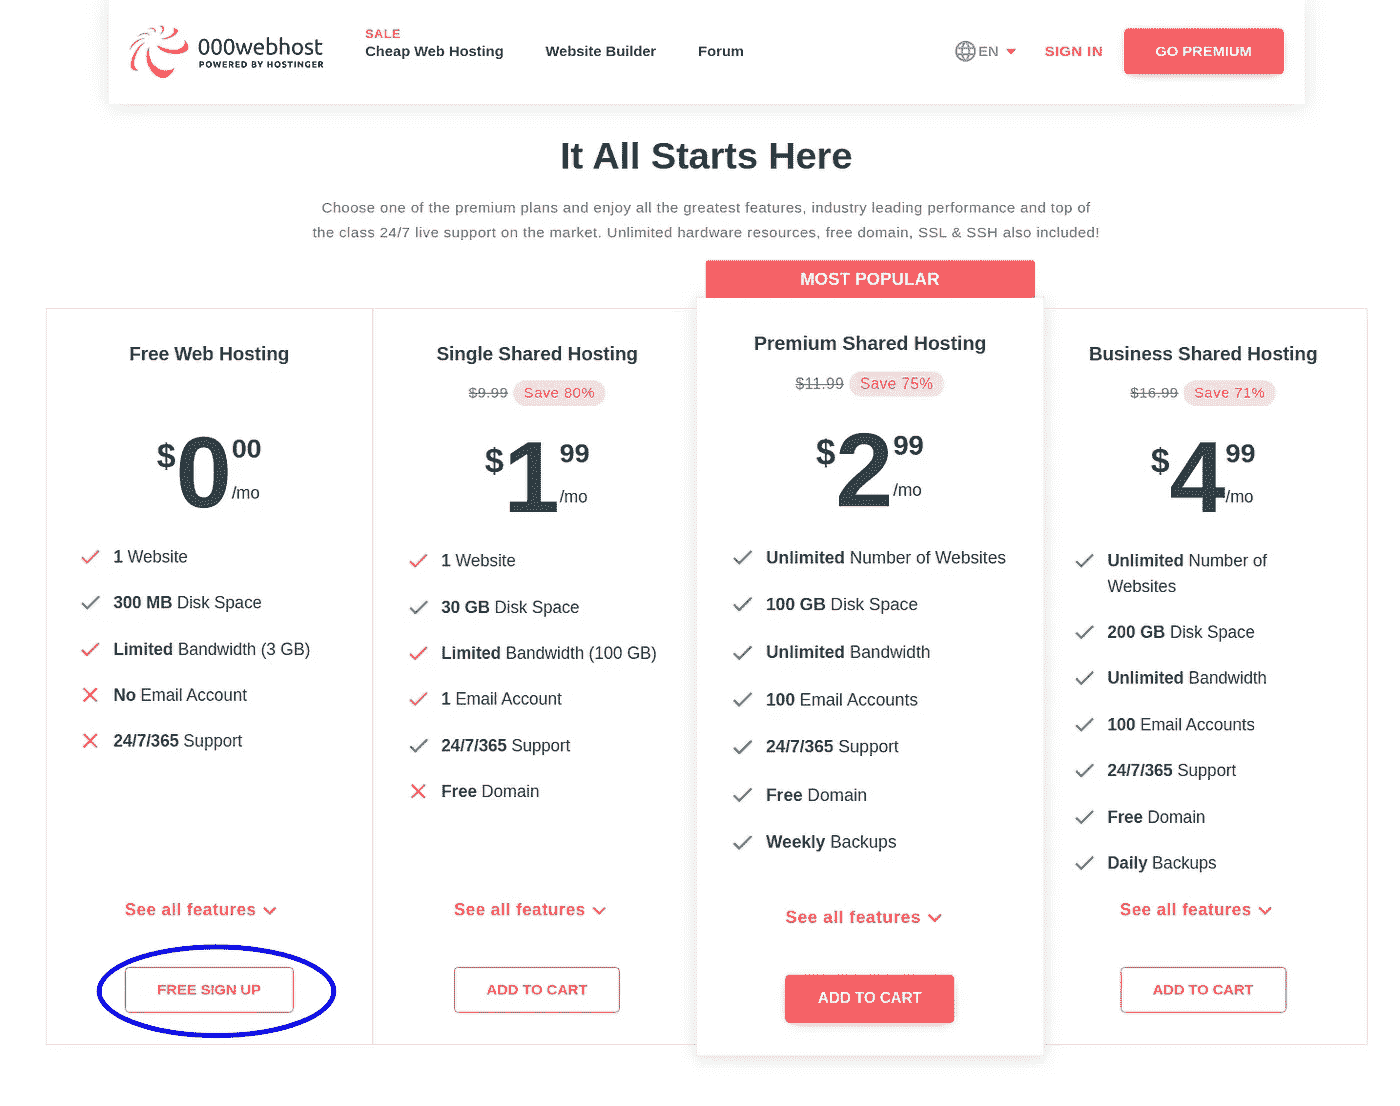 000webhost
POWERED BY HOSTINGER
SALE
Cheap Web Hosting
Website Builder
Forum
EN
SIGN IN
GO PREMIUM
It All Starts Here
Choose one of the premium plans and enjoy all the greatest features, industry leading performance and top of
the class 24/7 live support on the market. Unlimited hardware resources, free domain, SSL & SSH also included!
Free Web Hosting
$0 00
/mo
1 Website
300 MB Disk Space
Limited Bandwidth (3 GB)
No Email Account
24/7/365 Support
See all features
FREE SIGN UP
Single Shared Hosting
$9.99 Save 80%
$1 99
/mo
1 Website
30 GB Disk Space
Limited Bandwidth (100 GB)
1 Email Account
24/7/365 Support
Free Domain
See all features
ADD TO CART
MOST POPULAR
Premium Shared Hosting
$11.99 Save 75%
$2 99
/mo
Unlimited Number of Websites
100 GB Disk Space
Unlimited Bandwidth
100 Email Accounts
24/7/365 Support
Free Domain
Weekly Backups
See all features
ADD TO CART
Business Shared Hosting
$16.99 Save 71%
$4 99
/mo
Unlimited Number of
Websites
200 GB Disk Space
Unlimited Bandwidth
100 Email Accounts
24/7/365 Support
Free Domain
Daily Backups
See all features
ADD TO CART